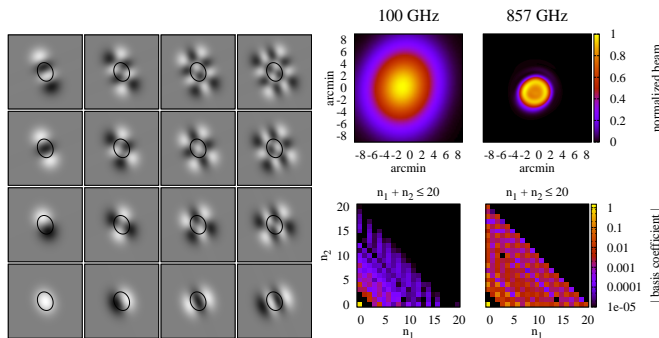 100 GHz
857 GHz
8
6
4
2
0
-2
-4
-6
-8
arcmin
-8 -6 -4 -2 0 2 4 6 8
arcmin
-8 -6 -4 -2 0 2 4 6 8
arcmin
1
0.8
0.6
0.4
0.2
0
normalized beam
n1 + n2 ≤ 20
n1 + n2 ≤ 20
20
15
10
5
0
n2
0 5 10 15 20
n1
0 5 10 15 20
n1
1
0.1
0.01
0.001
0.0001
1e-05
| basis coefficient |